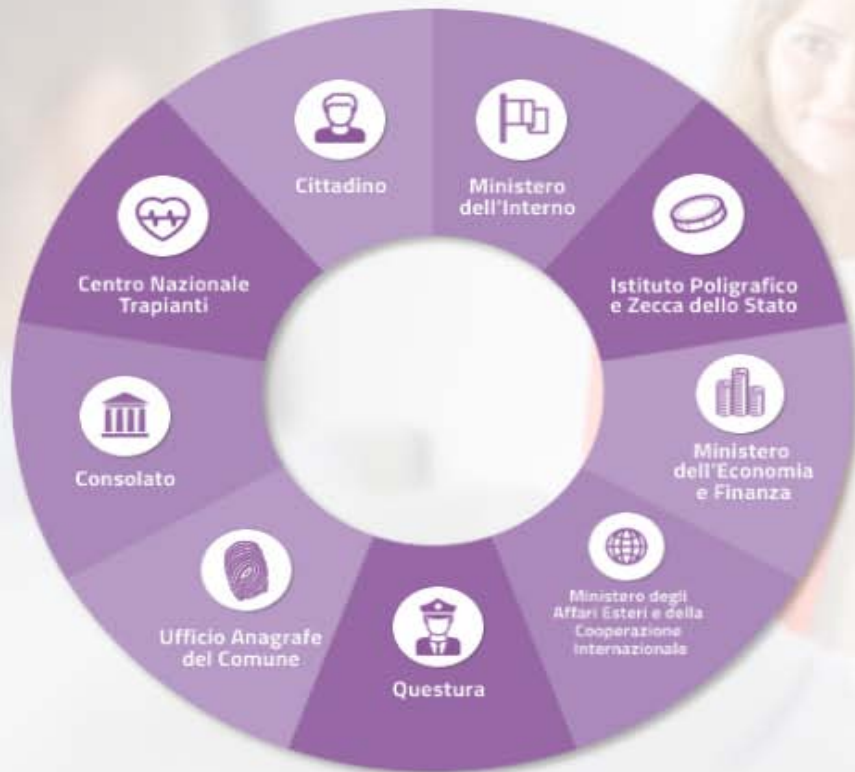 Cittadino
Ministero
dell'Interno
Istituto Poligrafico
e Zecca dello Stato
Ministero
dell'Economia
e Finanza
Ministero degli
Affari Esteri e della
Cooperazione
Internazionale
Questura
Ufficio Anagrafe
del Comune
Consolato
Centro Nazionale
Trapianti